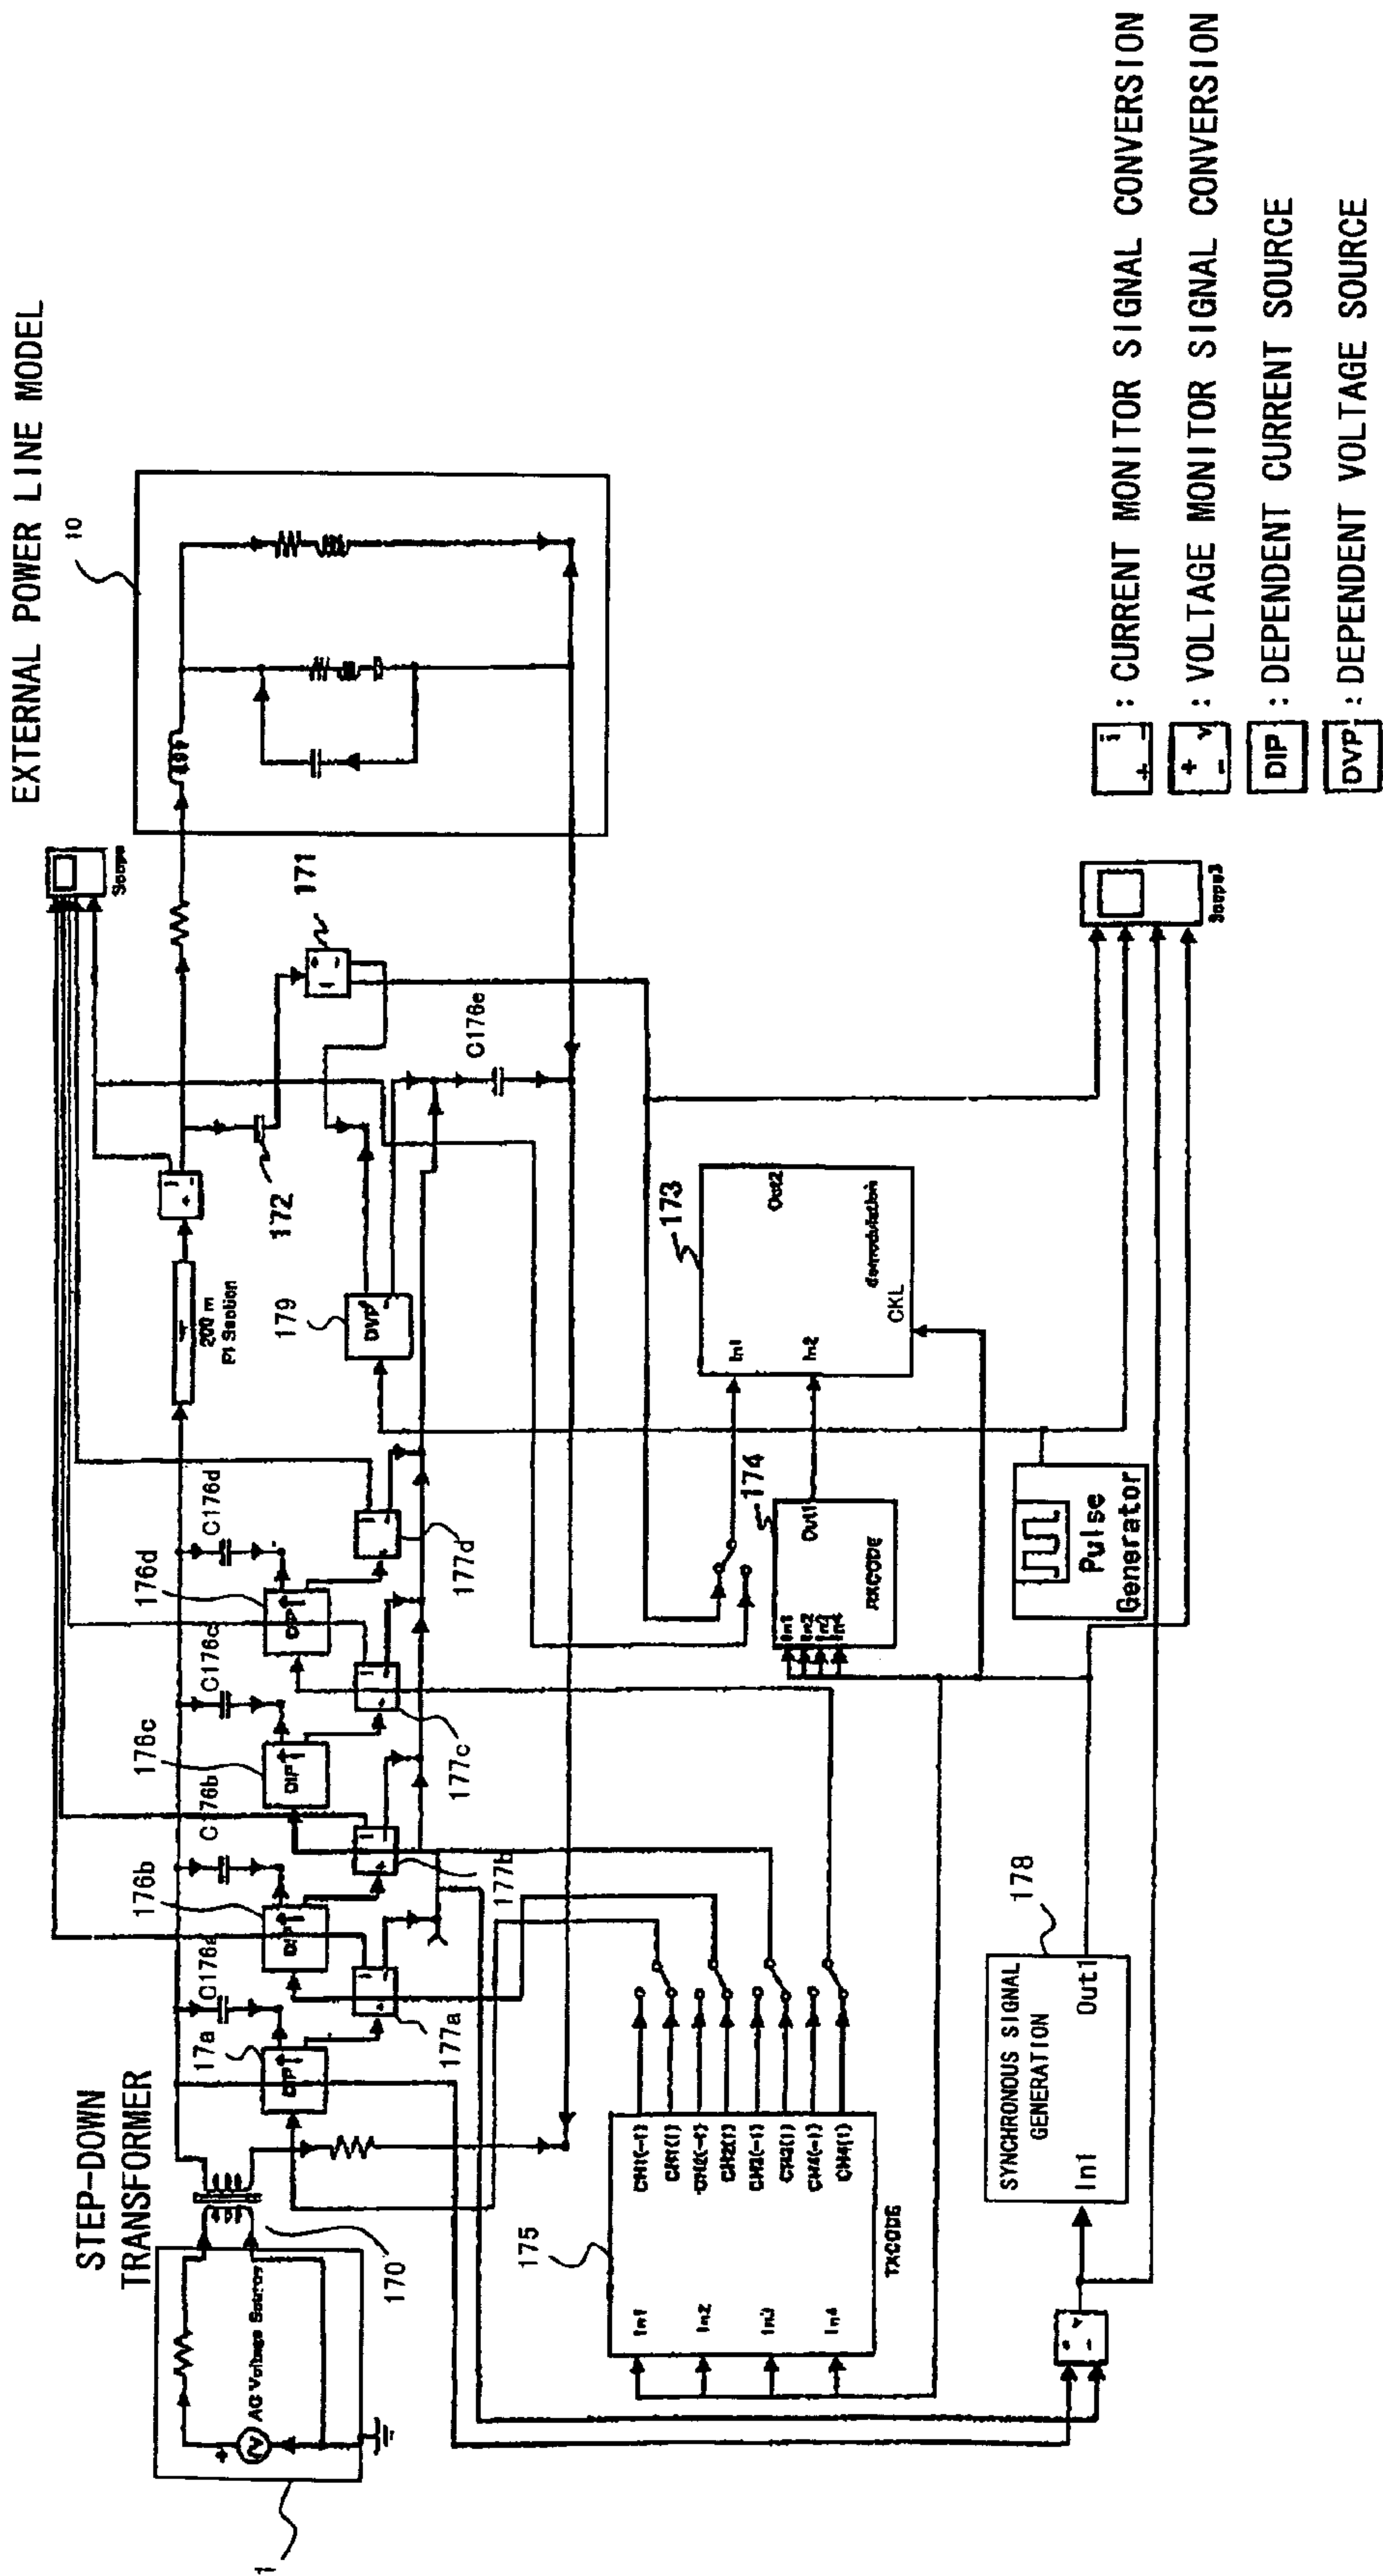 EXTERNAL POWER LINE MODEL
10
Scope
STEP-DOWN
TRANSFORMER
1
AC Voltage Source
170
17a
C176a
176b
C176b
176c
C176c
176d
C176d
DIP
DIP
DIP
177a
177b
177c
177d
200 m
PI Section
172
171
179
DVP
C176e
175
In1
In2
In3
In4
CH1(-1)
CH1(1)
CH2(-1)
CH2(1)
CH3(-1)
CH3(1)
CH4(-1)
CH4(1)
TXCODE
174
In1
In2
In3
In4
Out1
RXCODE
173
In1
In2
Out2
demodulation
CKL
Pulse
Generator
178
SYNCHRONOUS SIGNAL
GENERATION
In1
Out1
Scope3
i
+ -
: CURRENT MONITOR SIGNAL CONVERSION
+ v
-
: VOLTAGE MONITOR SIGNAL CONVERSION
DIP : DEPENDENT CURRENT SOURCE
DVP : DEPENDENT VOLTAGE SOURCE